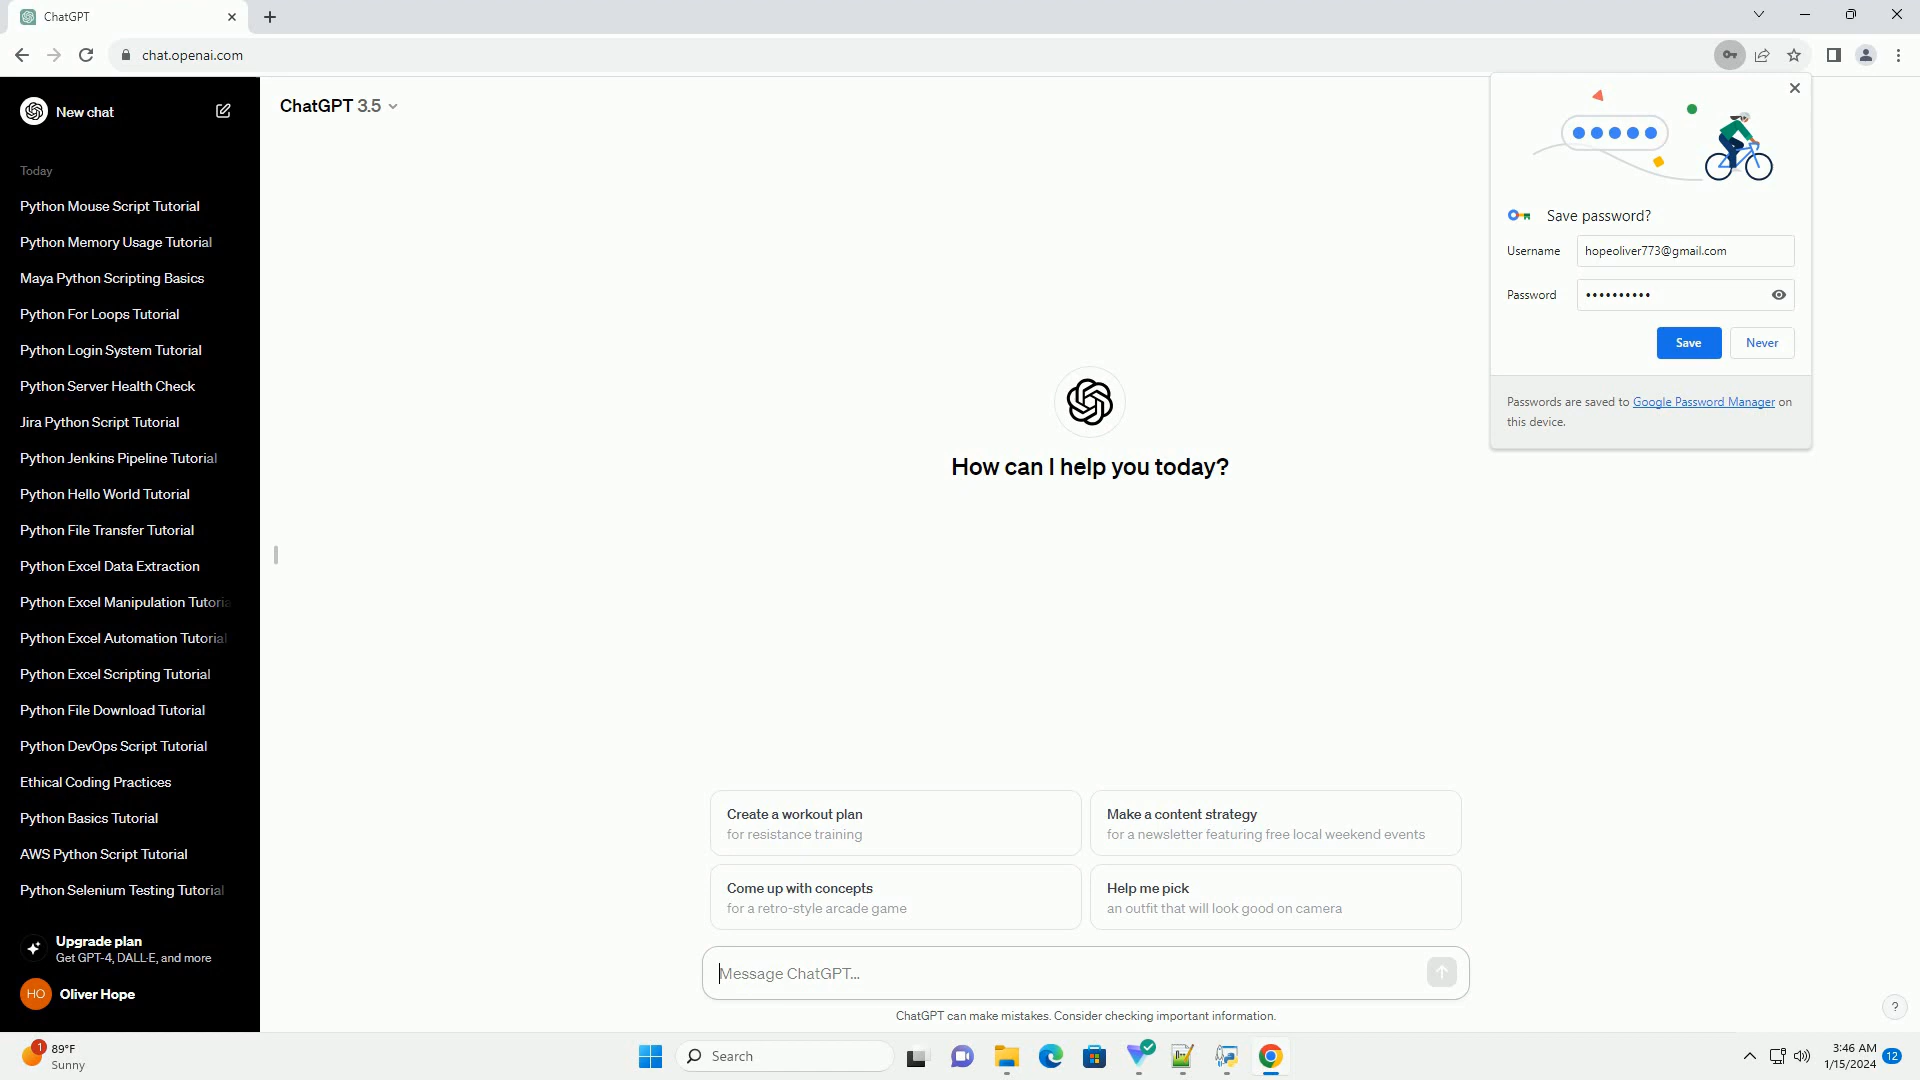 ChatGPT
chat.openai.com
New chat
Today
Python Mouse Script Tutorial
Python Memory Usage Tutorial
Maya Python Scripting Basics
Python For Loops Tutorial
Python Login System Tutorial
Python Server Health Check
Jira Python Script Tutorial
Python Jenkins Pipeline Tutorial
Python Hello World Tutorial
Python File Transfer Tutorial
Python Excel Data Extraction
Python Excel Manipulation Tutoria
Python Excel Automation Tutorial
Python Excel Scripting Tutorial
Python File Download Tutorial
Python DevOps Script Tutorial
Ethical Coding Practices
Python Basics Tutorial
AWS Python Script Tutorial
Python Selenium Testing Tutorial
Upgrade plan
Get GPT-4, DALL·E, and more
HO Oliver Hope
ChatGPT 3.5
Save password?
Username hopeoliver773@gmail.com
Password ••••••••••
Save Never
Passwords are saved to Google Password Manager on
this device.
How can I help you today?
Create a workout plan
for resistance training
Make a content strategy
for a newsletter featuring free local weekend events
Come up with concepts
for a retro-style arcade game
Help me pick
an outfit that will look good on camera
Message ChatGPT...
ChatGPT can make mistakes. Consider checking important information.
?
1
89°F
Sunny
Search
3:46 AM
1/15/2024
12